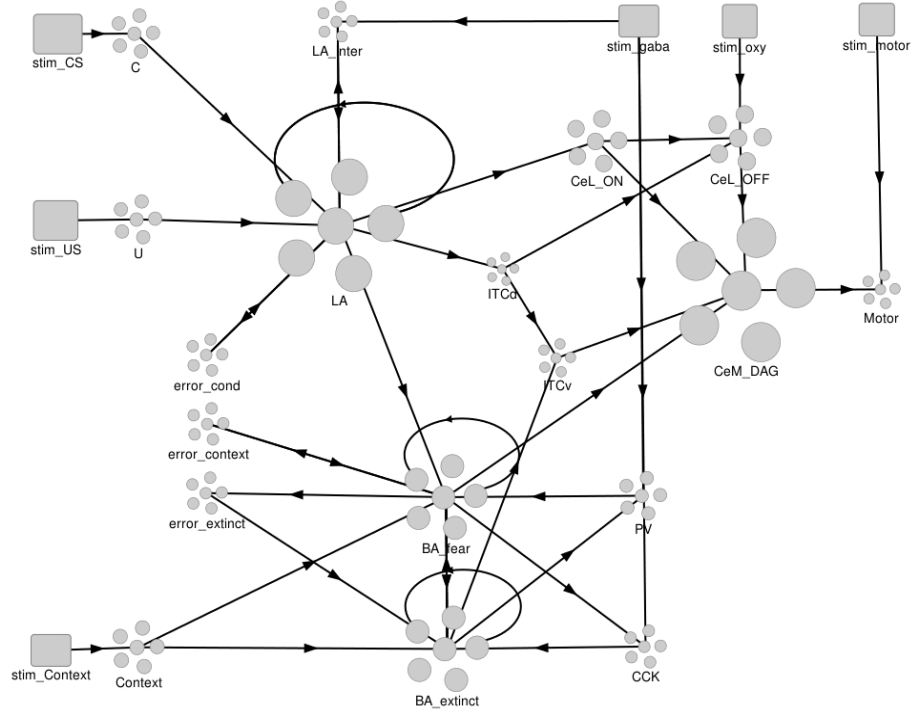 stim_CS
C
LA_Inter
stim_gaba
stim_oxy
stim_motor
CeL_ON
CeL_OFF
stim_US
U
LA
ITCd
Motor
error_cond
ITCv
CeM_DAG
error_context
error_extinct
BA_fear
PV
stim_Context
Context
BA_extinct
CCK